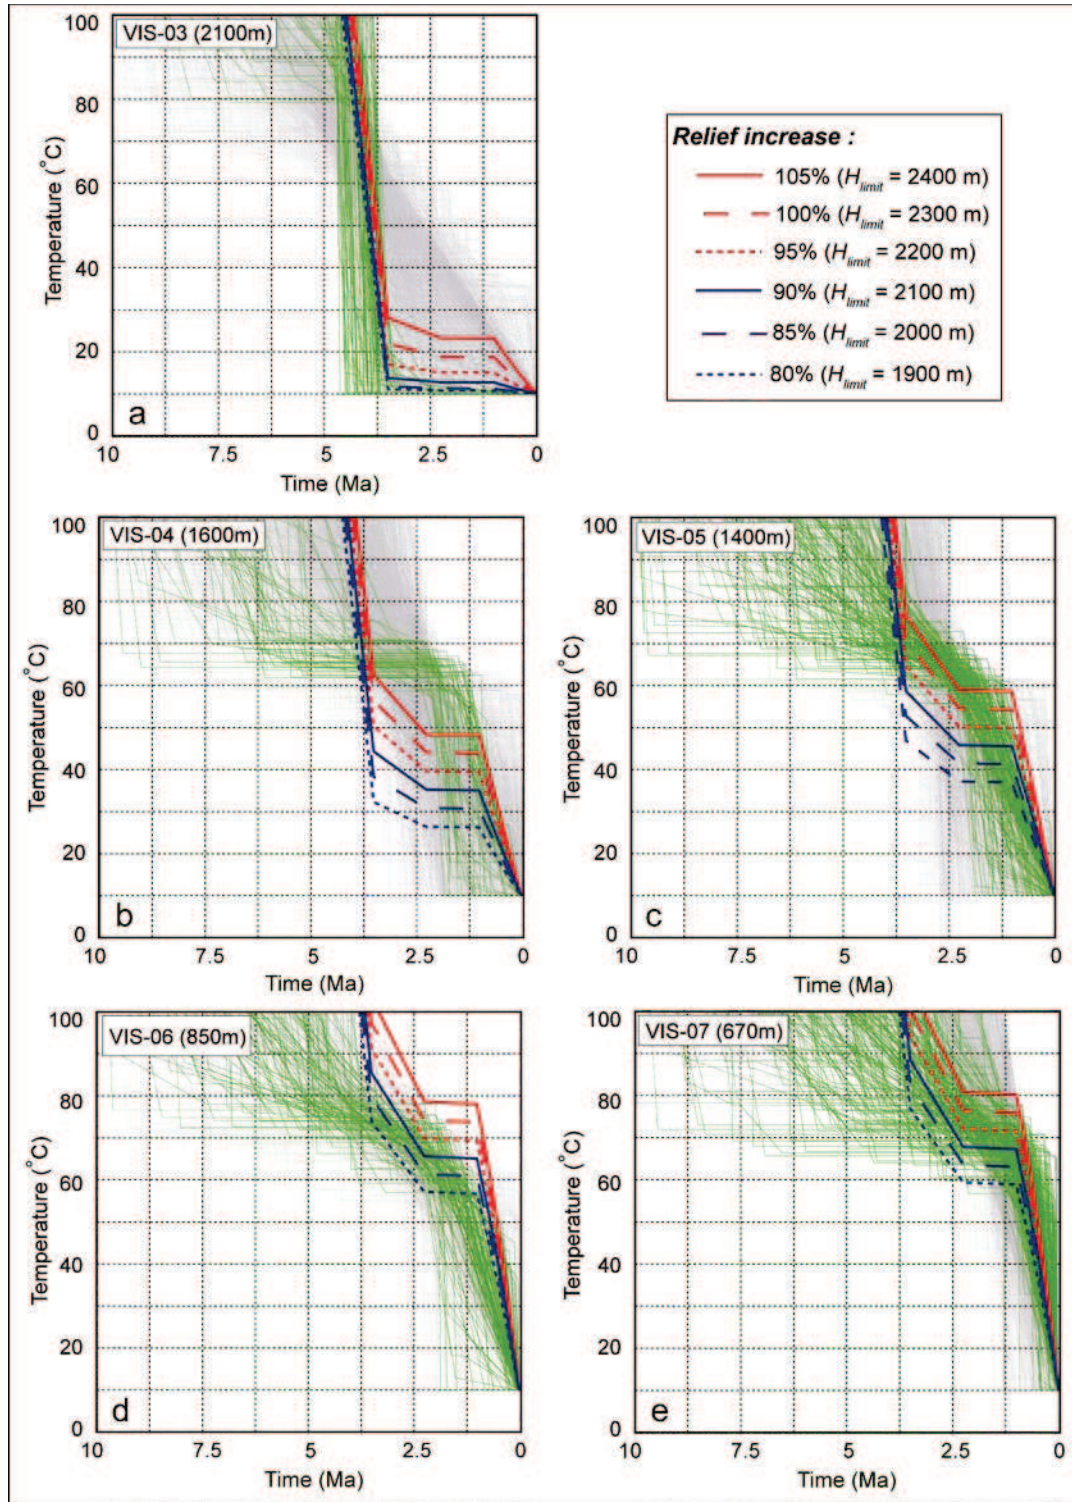 VIS-03 (2100m)
100
80
60
40
20
0
Temperature (°C)
a
10
7.5
5
2.5
0
Time (Ma)
Relief increase :
105% (Hlimit = 2400 m)
100% (Hlimit = 2300 m)
95% (Hlimit = 2200 m)
90% (Hlimit = 2100 m)
85% (Hlimit = 2000 m)
80% (Hlimit = 1900 m)
VIS-04 (1600m)
100
80
60
40
20
0
Temperature (°C)
b
10
7.5
5
2.5
0
Time (Ma)
VIS-05 (1400m)
100
80
60
40
20
0
Temperature (°C)
c
10
7.5
5
2.5
0
Time (Ma)
VIS-06 (850m)
100
80
60
40
20
0
Temperature (°C)
d
10
7.5
5
2.5
0
Time (Ma)
VIS-07 (670m)
100
80
60
40
20
0
Temperature (°C)
e
10
7.5
5
2.5
0
Time (Ma)